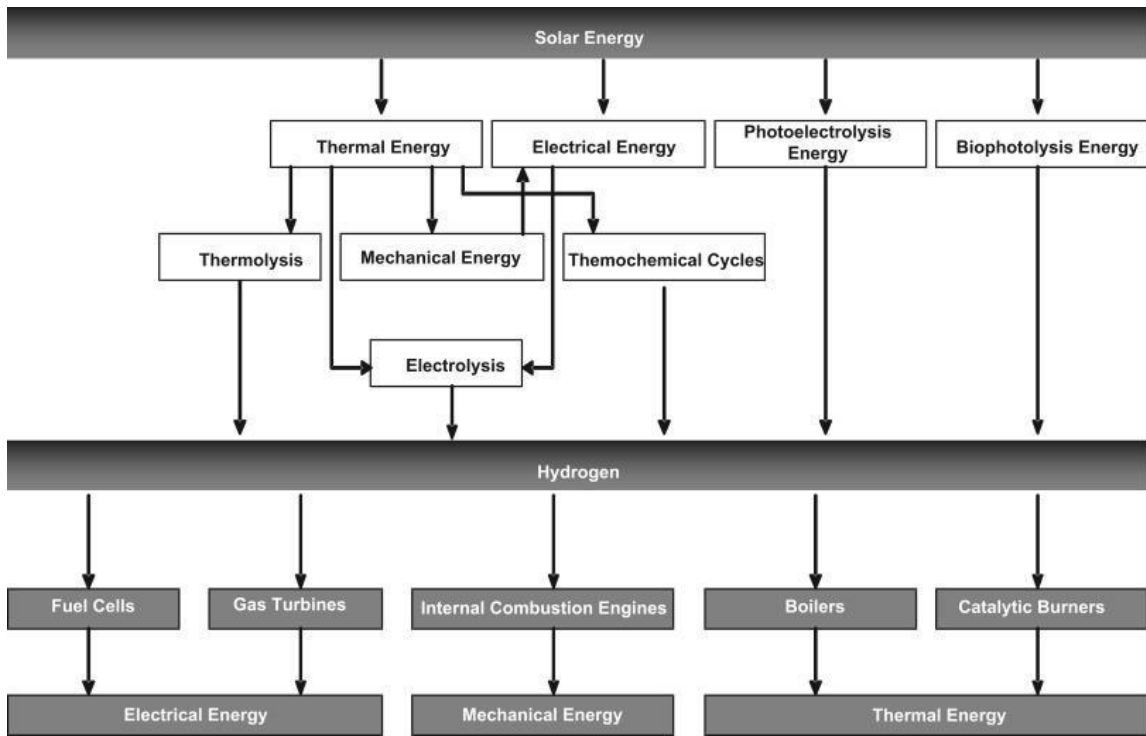 Solar Energy
Thermal Energy
Electrical Energy
Photoelectrolysis
Energy
Biophotolysis Energy
Thermolysis
Mechanical Energy
Themochemical Cycles
Electrolysis
Hydrogen
Fuel Cells
Gas Turbines
Internal Combustion Engines
Boilers
Catalytic Burners
Electrical Energy
Mechanical Energy
Thermal Energy